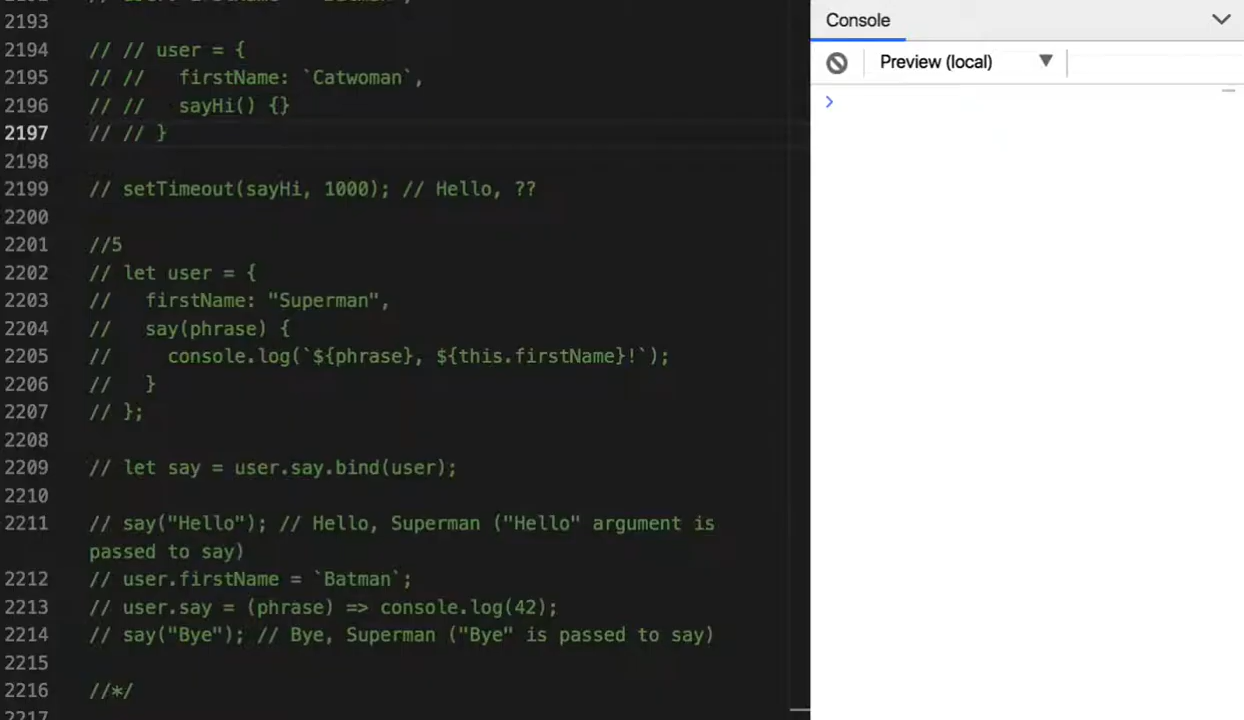 2193
2194 // // user = {
2195 // //   firstName: `Catwoman`,
2196 // //   sayHi() {}
2197 // // }
2198
2199 // setTimeout(sayHi, 1000); // Hello, ??
2200
2201 //5
2202 // let user = {
2203 //   firstName: "Superman",
2204 //   say(phrase) {
2205 //     console.log(`${phrase}, ${this.firstName}!`);
2206 //   }
2207 // };
2208
2209 // let say = user.say.bind(user);
2210
2211 // say("Hello"); // Hello, Superman ("Hello" argument is
passed to say)
2212 // user.firstName = `Batman`;
2213 // user.say = (phrase) => console.log(42);
2214 // say("Bye"); // Bye, Superman ("Bye" is passed to say)
2215
2216 //*/
2217
Console
Preview (local) ▼
>